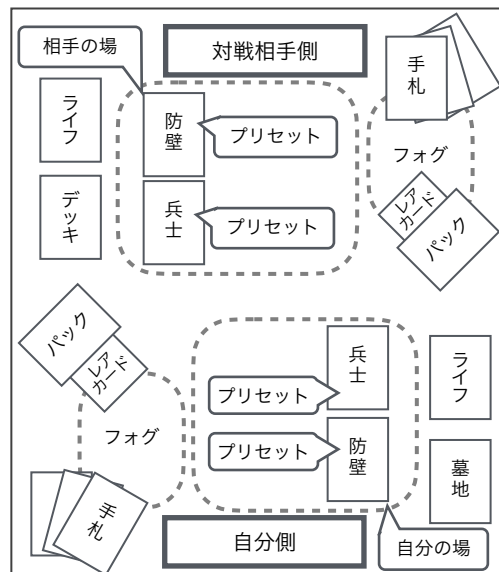 相手の場
対戦相手側
手札
ライフ
防壁
プリセット
フォグ
デッキ
兵士
プリセット
レア
カード
パック
パック
レア
カード
フォグ
兵士
プリセット
ライフ
プリセット
防壁
手札
墓地
自分側
自分の場